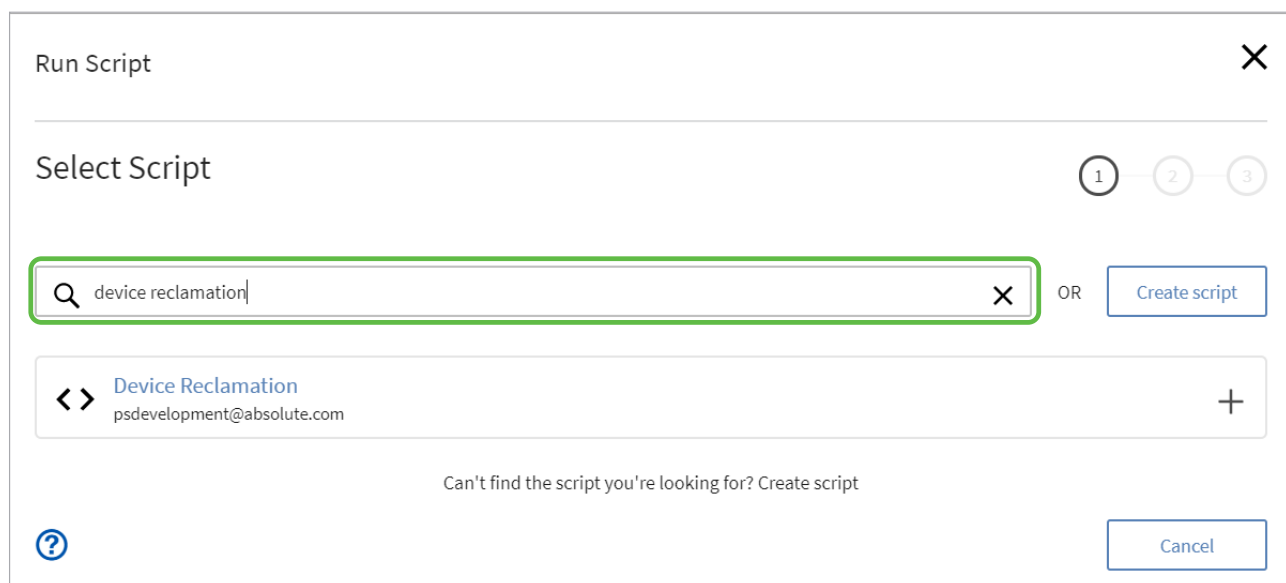 Run Script
Select Script
1 2 3
device reclamation
OR
Create script
Device Reclamation
psdevelopment@absolute.com
Can't find the script you're looking for? Create script
?
Cancel